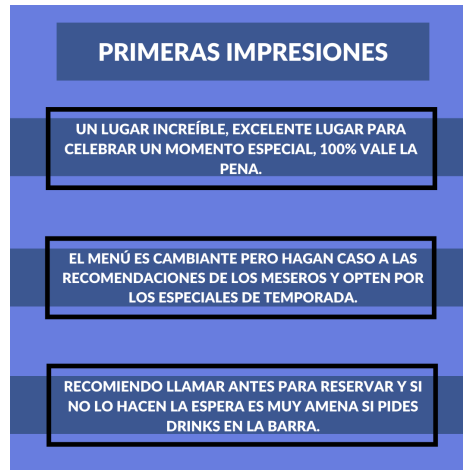 PRIMERAS IMPRESIONES
UN LUGAR INCREÍBLE, EXCELENTE LUGAR PARA
CELEBRAR UN MOMENTO ESPECIAL, 100% VALE LA
PENA.
EL MENÚ ES CAMBIANTE PERO HAGAN CASO A LAS
RECOMENDACIONES DE LOS MESEROS Y OPTEN POR
LOS ESPECIALES DE TEMPORADA.
RECOMIENDO LLAMAR ANTES PARA RESERVAR Y SI
NO LO HACEN LA ESPERA ES MUY AMENA SI PIDES
DRINKS EN LA BARRA.